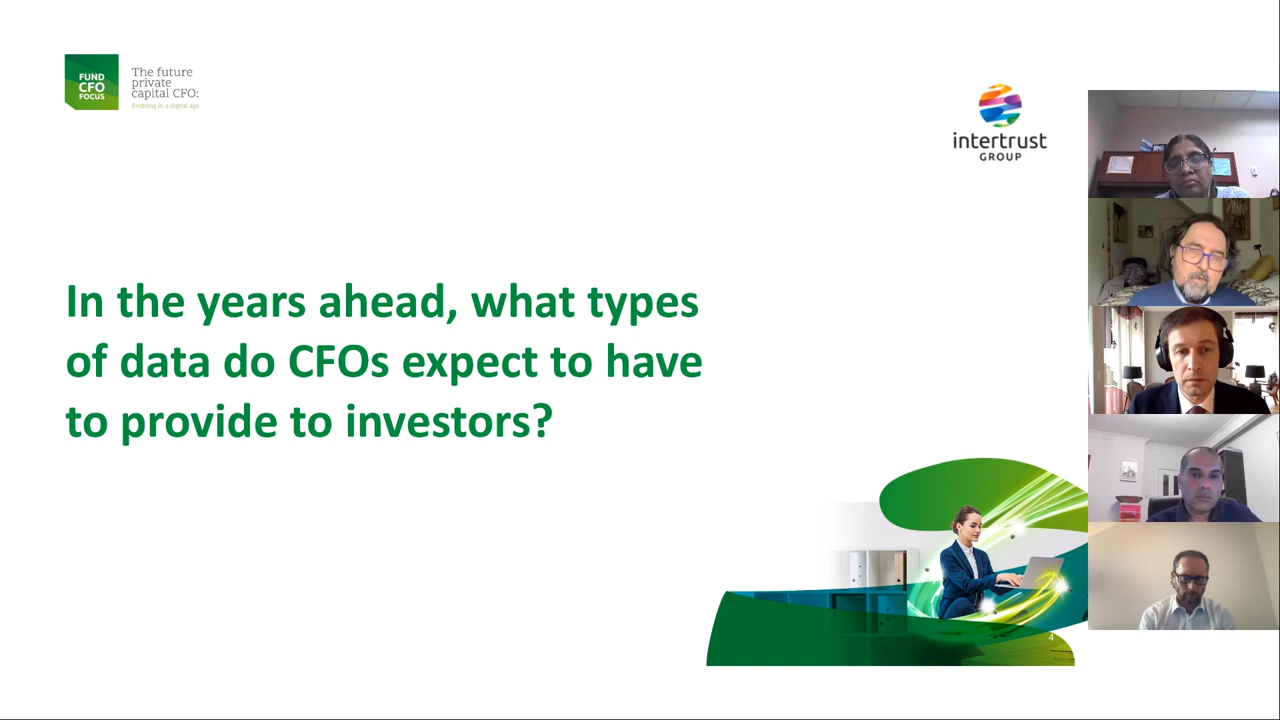 FUND
CFO
FOCUS
The future
private
capital CFO:
Evolving in a digital age
intertrust
GROUP
In the years ahead, what types
of data do CFOs expect to have
to provide to investors?
4